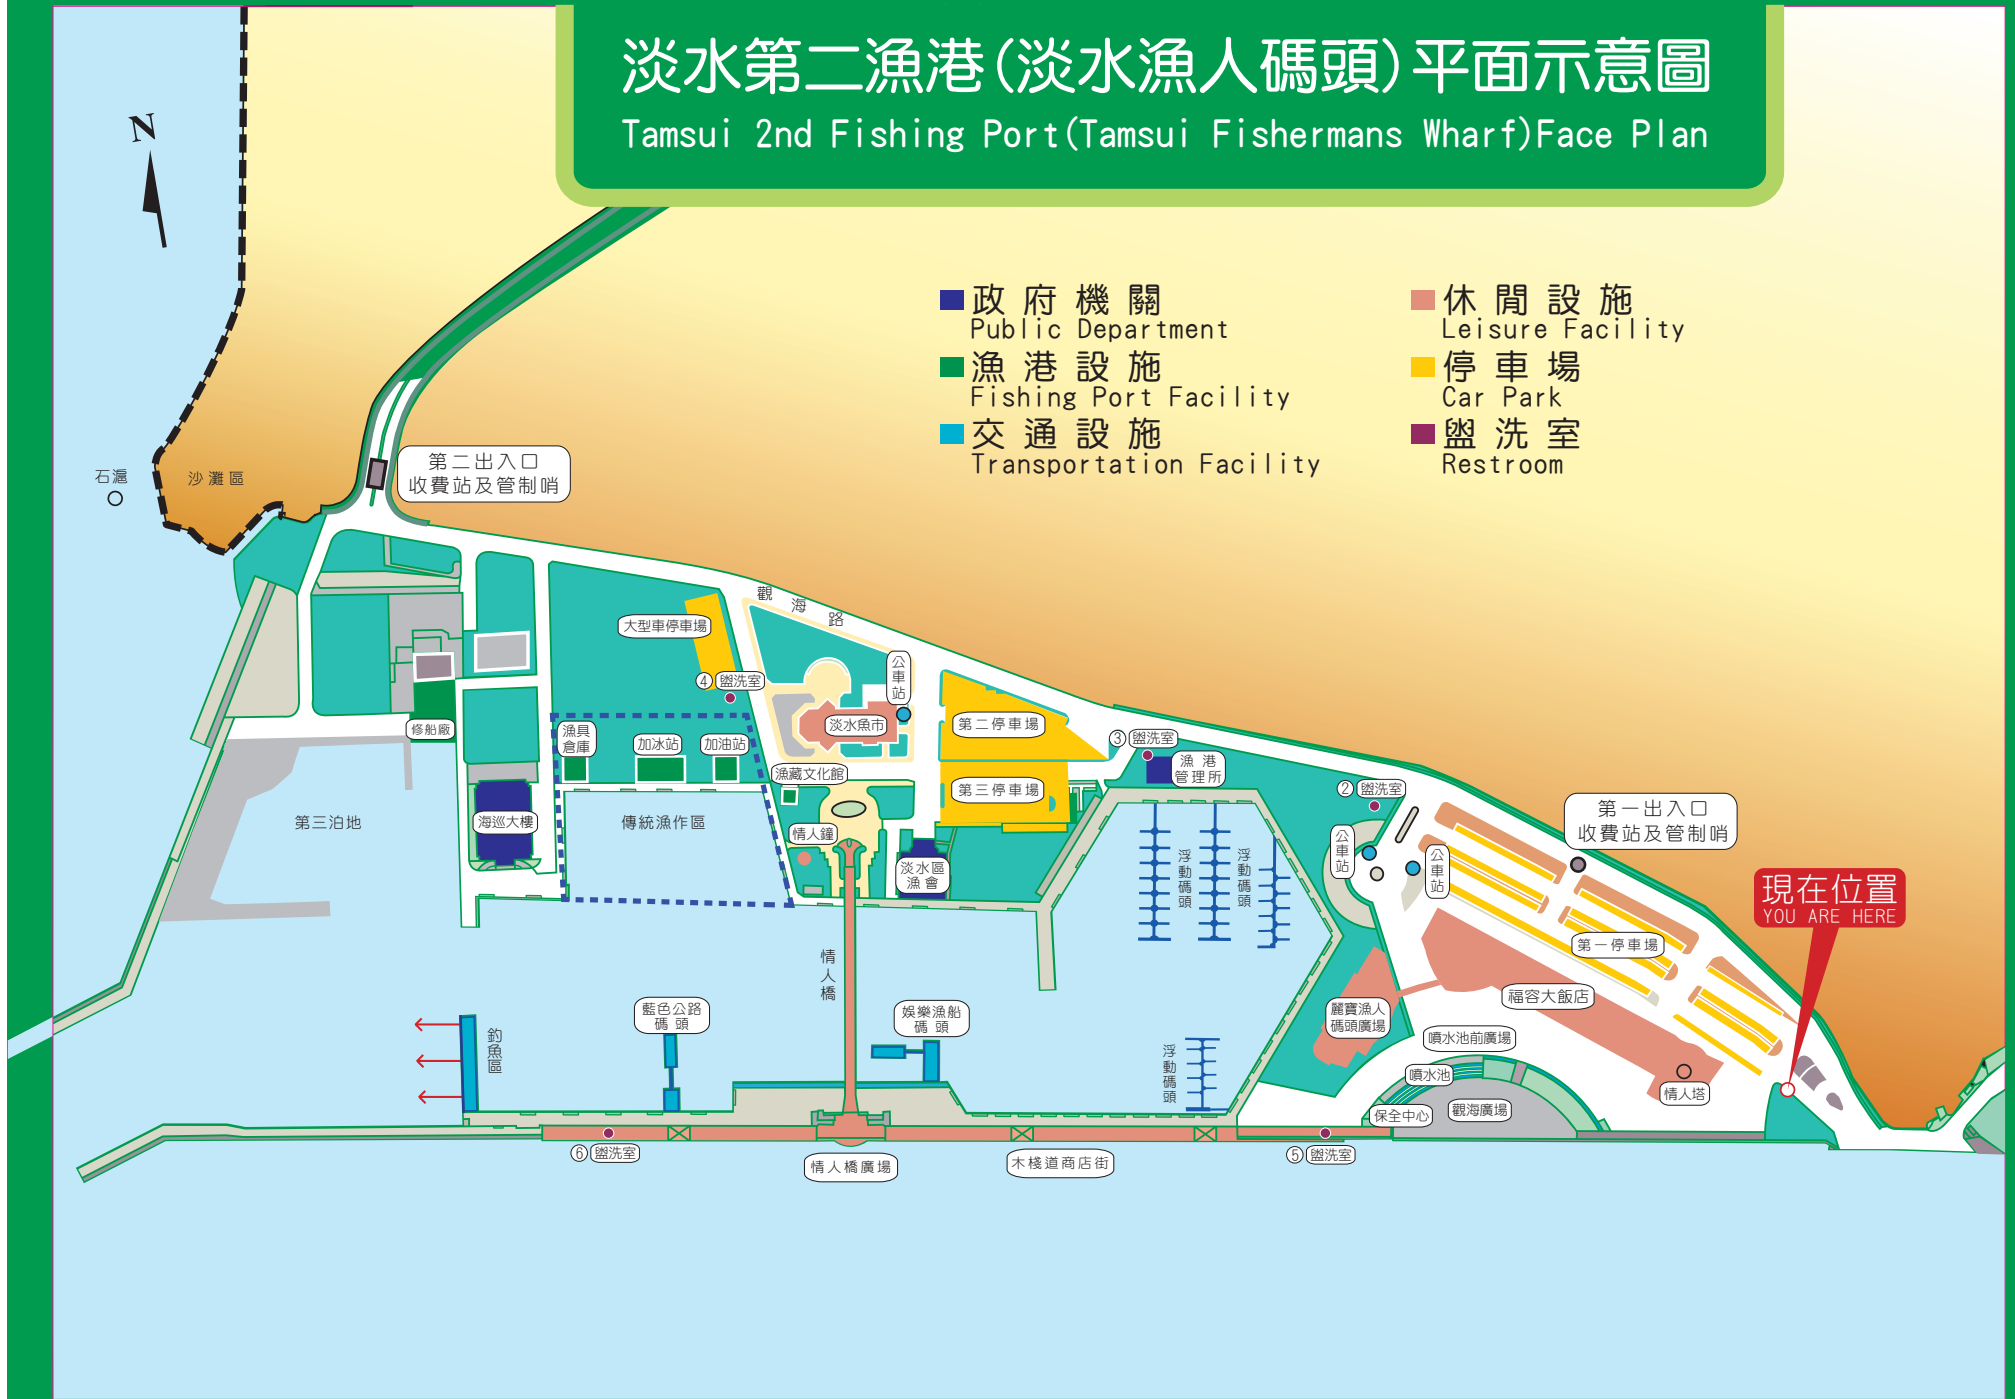 淡水第二漁港(淡水漁人碼頭)平面示意圖
Tamsui 2nd Fishing Port(Tamsui Fishermans Wharf)Face Plan
N
政府機關
Public Department
漁港設施
Fishing Port Facility
交通設施
Transportation Facility
休閒設施
Leisure Facility
停車場
Car Park
盥洗室
Restroom
石滬
沙灘區
第二出入口
收費站及管制哨
觀海路
大型車停車場
④盥洗室
公車站
淡水魚市
第二停車場
③盥洗室
漁港
管理所
修船廠
漁具
倉庫
加冰站
加油站
漁藏文化館
第三停車場
②盥洗室
第一出入口
收費站及管制哨
第三泊地
海巡大樓
傳統漁作區
情人鐘
淡水區
漁會
浮動碼頭
浮動碼頭
公車站
公車站
現在位置
YOU ARE HERE
第一停車場
情人橋
福容大飯店
藍色公路
碼頭
娛樂漁船
碼頭
麗寶漁人
碼頭廣場
釣魚區
浮動碼頭
噴水池前廣場
噴水池
情人塔
保全中心
觀海廣場
⑥盥洗室
情人橋廣場
木棧道商店街
⑤盥洗室